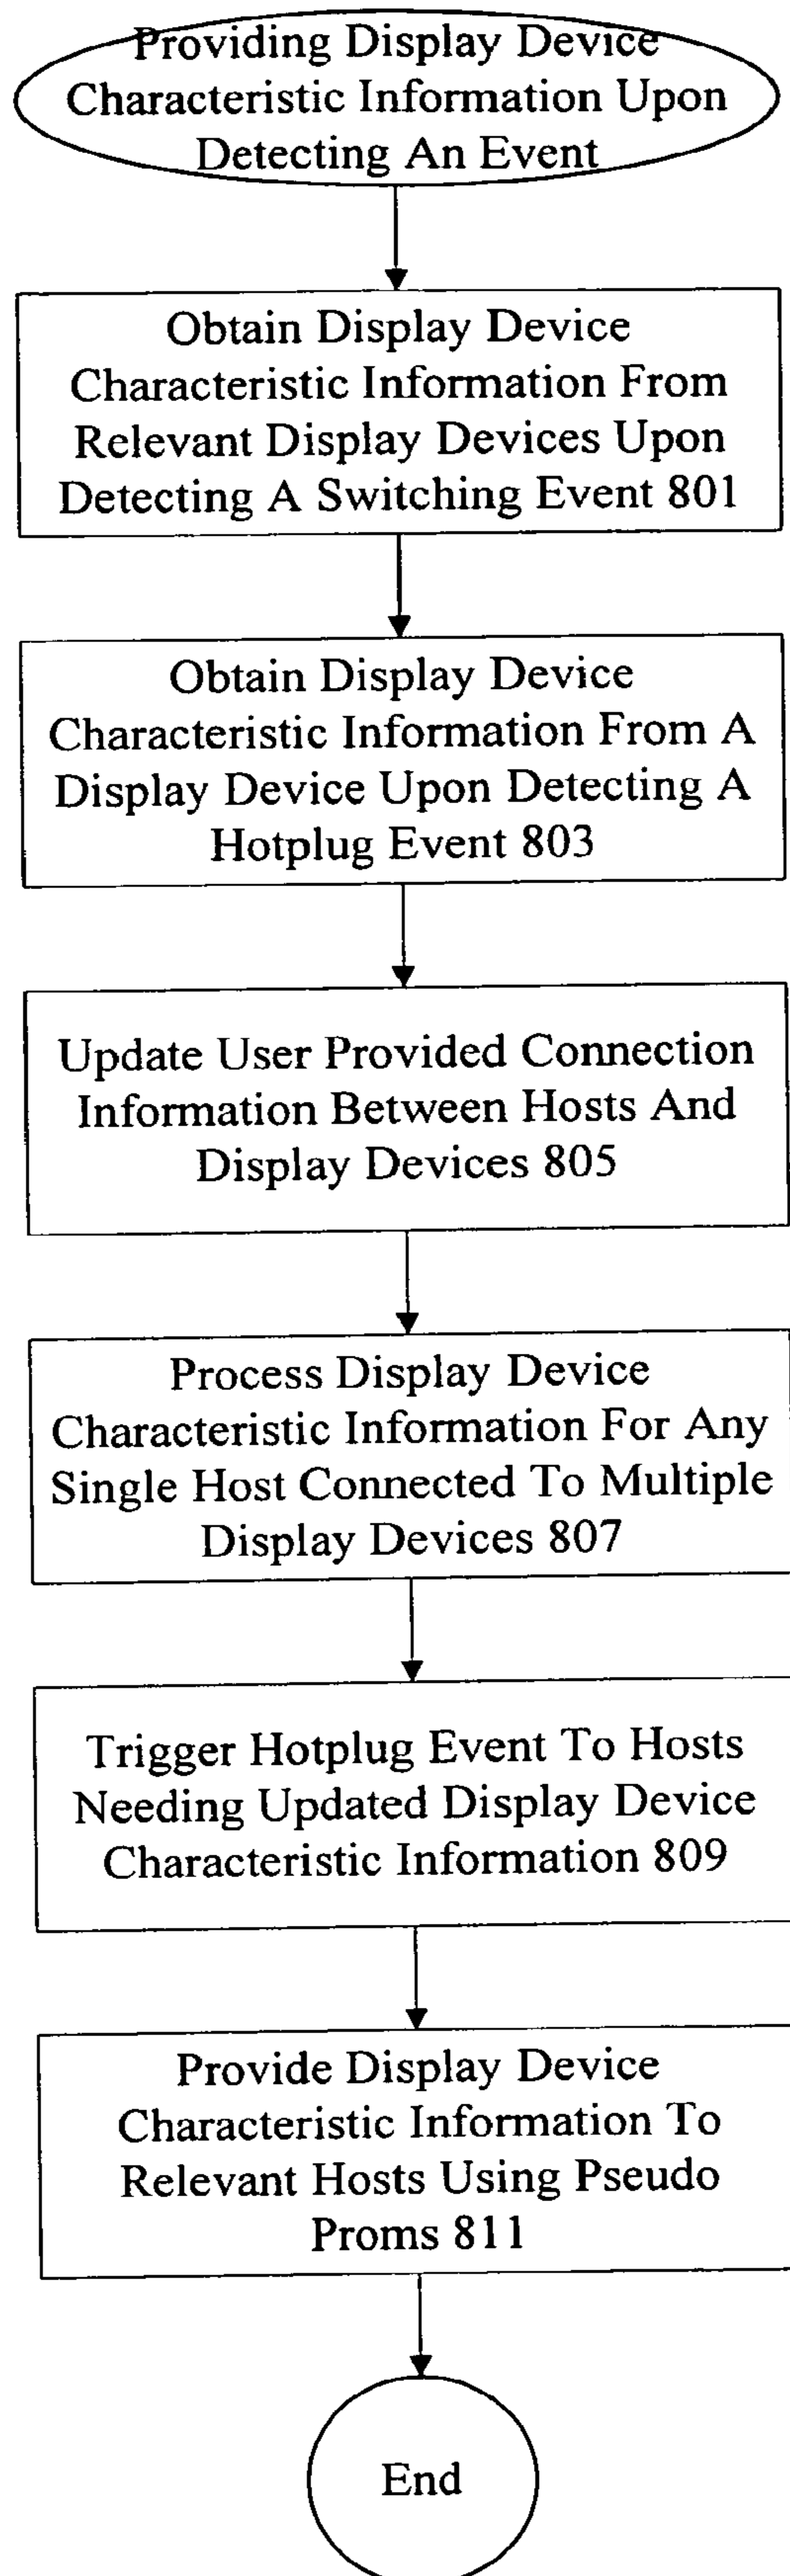 Providing Display Device
Characteristic Information Upon
Detecting An Event
Obtain Display Device
Characteristic Information From
Relevant Display Devices Upon
Detecting A Switching Event 801
Obtain Display Device
Characteristic Information From A
Display Device Upon Detecting A
Hotplug Event 803
Update User Provided Connection
Information Between Hosts And
Display Devices 805
Process Display Device
Characteristic Information For Any
Single Host Connected To Multiple
Display Devices 807
Trigger Hotplug Event To Hosts
Needing Updated Display Device
Characteristic Information 809
Provide Display Device
Characteristic Information To
Relevant Hosts Using Pseudo
Proms 811
End